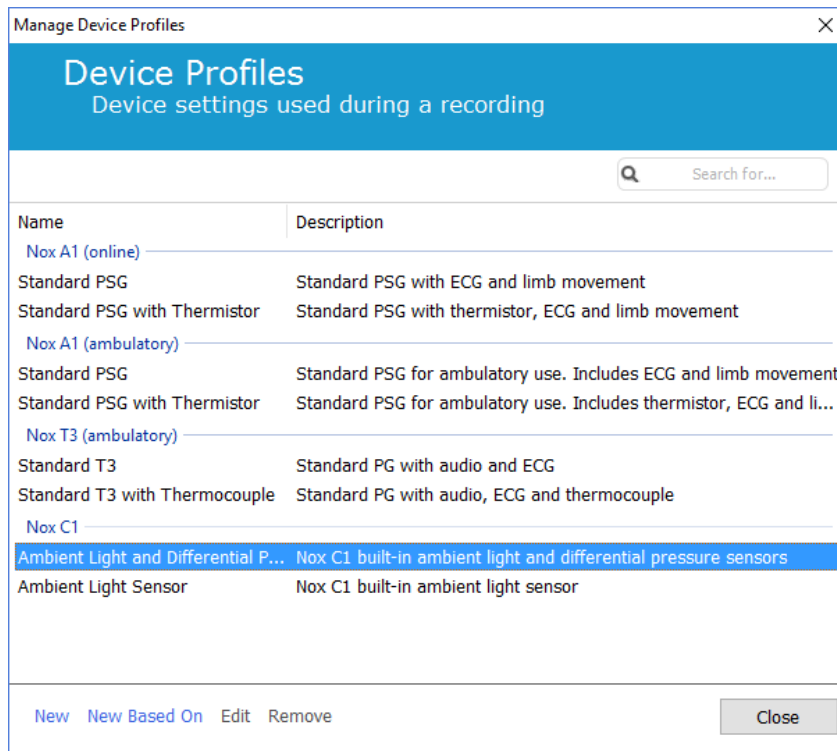 Manage Device Profiles
Device Profiles
Device settings used during a recording
Search for...
Name Description
Nox A1 (online)
Standard PSG Standard PSG with ECG and limb movement
Standard PSG with Thermistor Standard PSG with thermistor, ECG and limb movement
Nox A1 (ambulatory)
Standard PSG Standard PSG for ambulatory use. Includes ECG and limb movement
Standard PSG with Thermistor Standard PSG for ambulatory use. Includes thermistor, ECG and li...
Nox T3 (ambulatory)
Standard T3 Standard PG with audio and ECG
Standard T3 with Thermocouple Standard PG with audio, ECG and thermocouple
Nox C1
Ambient Light and Differential P... Nox C1 built-in ambient light and differential pressure sensors
Ambient Light Sensor Nox C1 built-in ambient light sensor
New New Based On Edit Remove Close